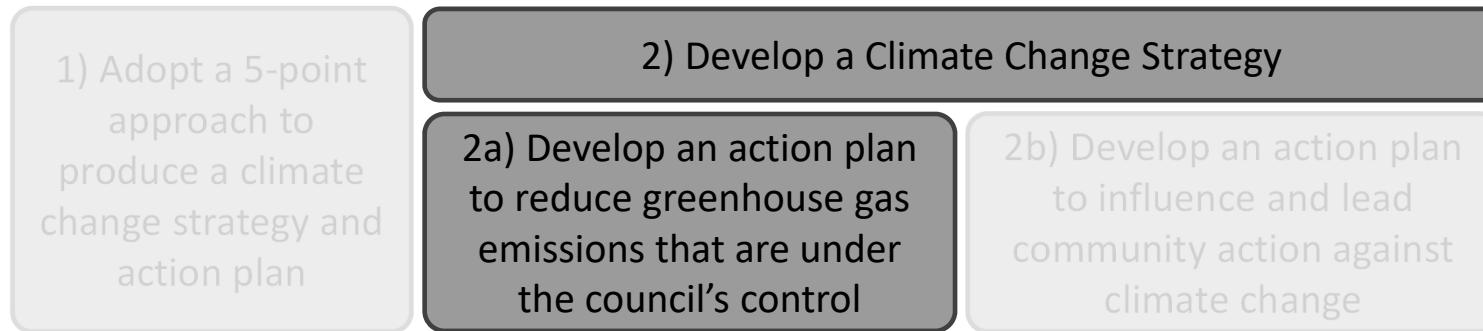 1) Adopt a 5-point
approach to
produce a climate
change strategy and
action plan
2) Develop a Climate Change Strategy
2a) Develop an action plan
to reduce greenhouse gas
emissions that are under
the council’s control
2b) Develop an action plan
to influence and lead
community action against
climate change